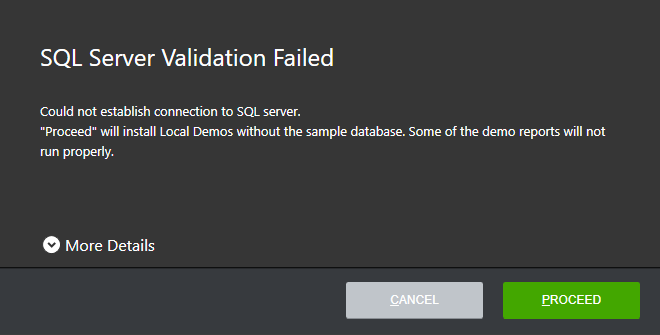 SQL Server Validation Failed
Could not establish connection to SQL server.
"Proceed" will install Local Demos without the sample database. Some of the demo reports will not
run properly.
More Details
CANCEL
PROCEED